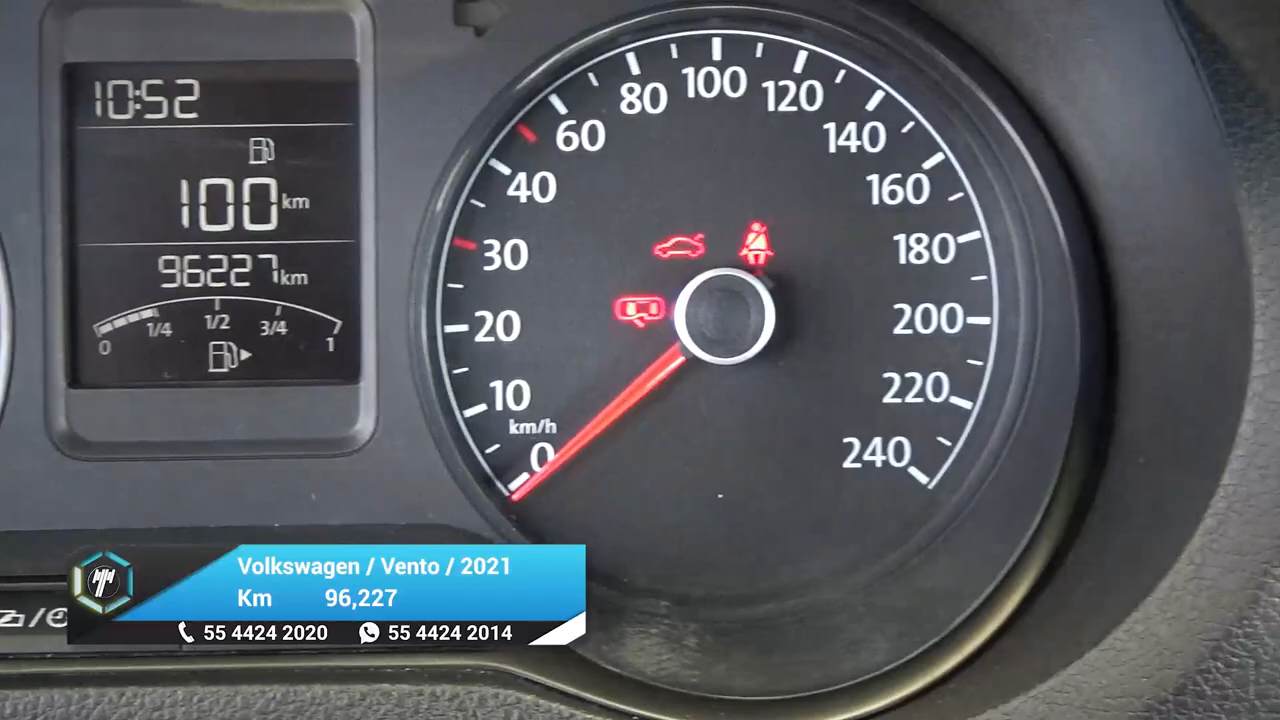 10:52
100 km
96227 km
0 1/4 1/2 3/4 1
0
10
20
30
40
60
80
100
120
140
160
180
200
220
240
km/h
Volkswagen / Vento / 2021
Km 96,227
55 4424 2020 55 4424 2014